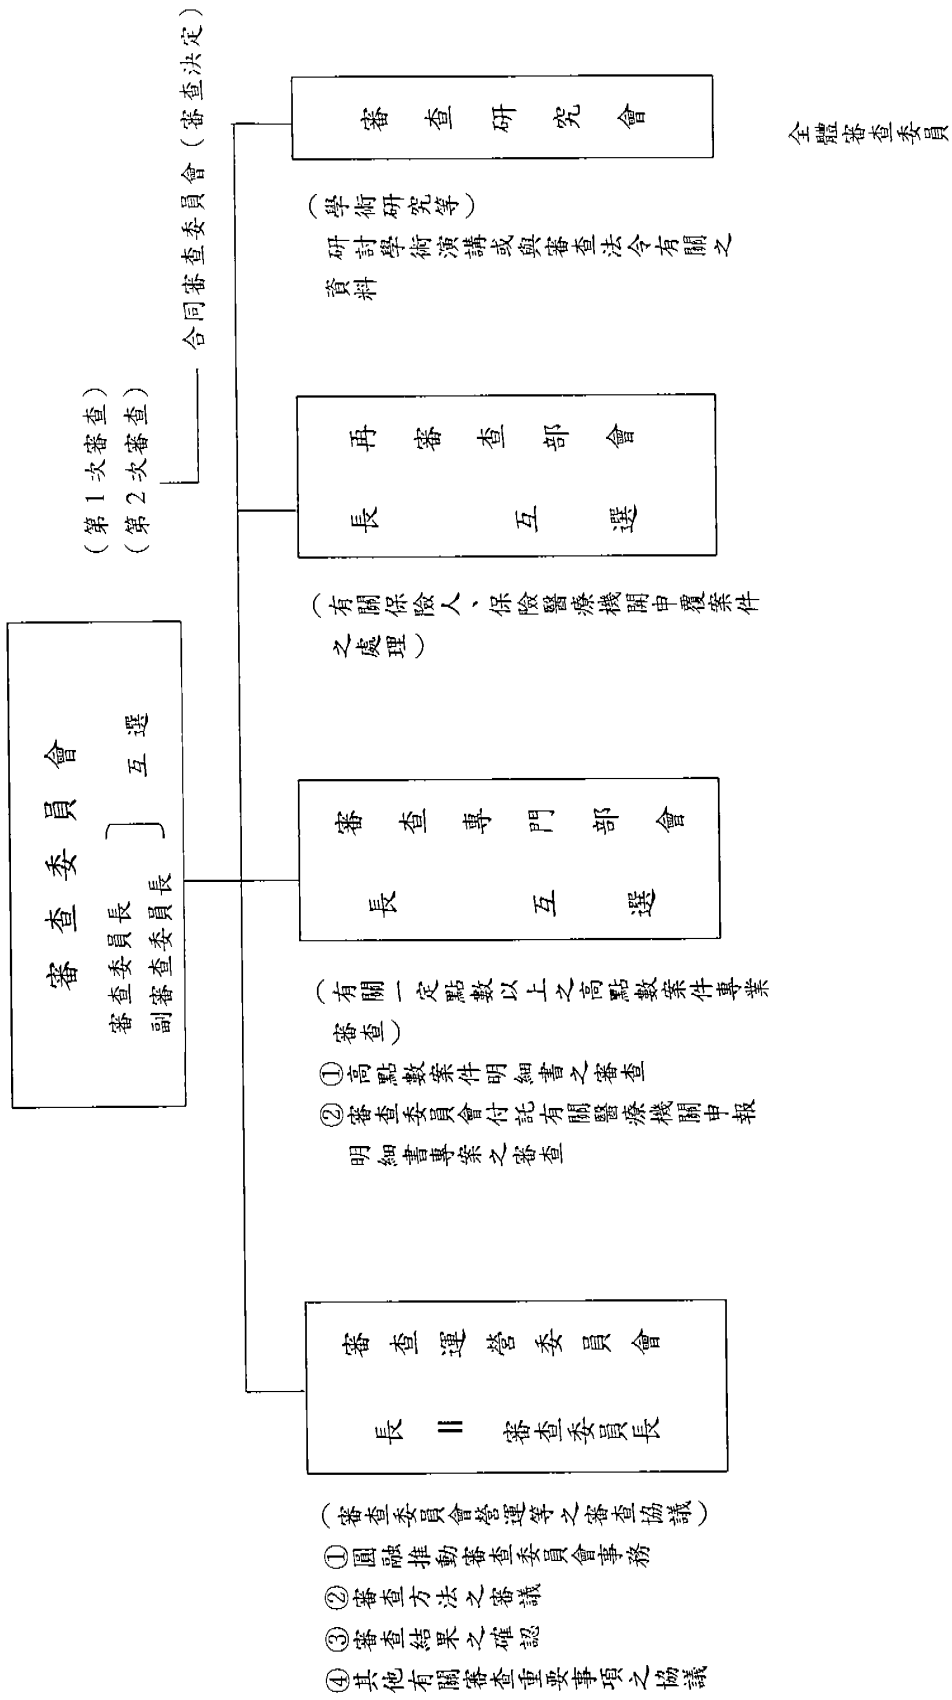 審查委員會
審查委員長
副審查委員長
互選
(第1次審查)
(第2次審查)
合同審查委員會(審查決定)
審查運營委員會
長 = 審查委員長
(審查委員會營運等之審查協議)
①圓融推動審查委員會事務
②審查方法之審議
③審查結果之確認
④其他有關審查重要事項之協議
審查專門部會
長 互選
(有關一定點數以上之高點數案件專業
審查)
①高點數案件明細書之審查
②審查委員會付託有關醫療機關申報
明細書專案之審查
再審查部會
長 互選
(有關保險人、保險醫療機關申覆案件
之處理)
審查研究會
(學術研究等)
研討學術演講或與審查法令有關之
資料
全體審查委員